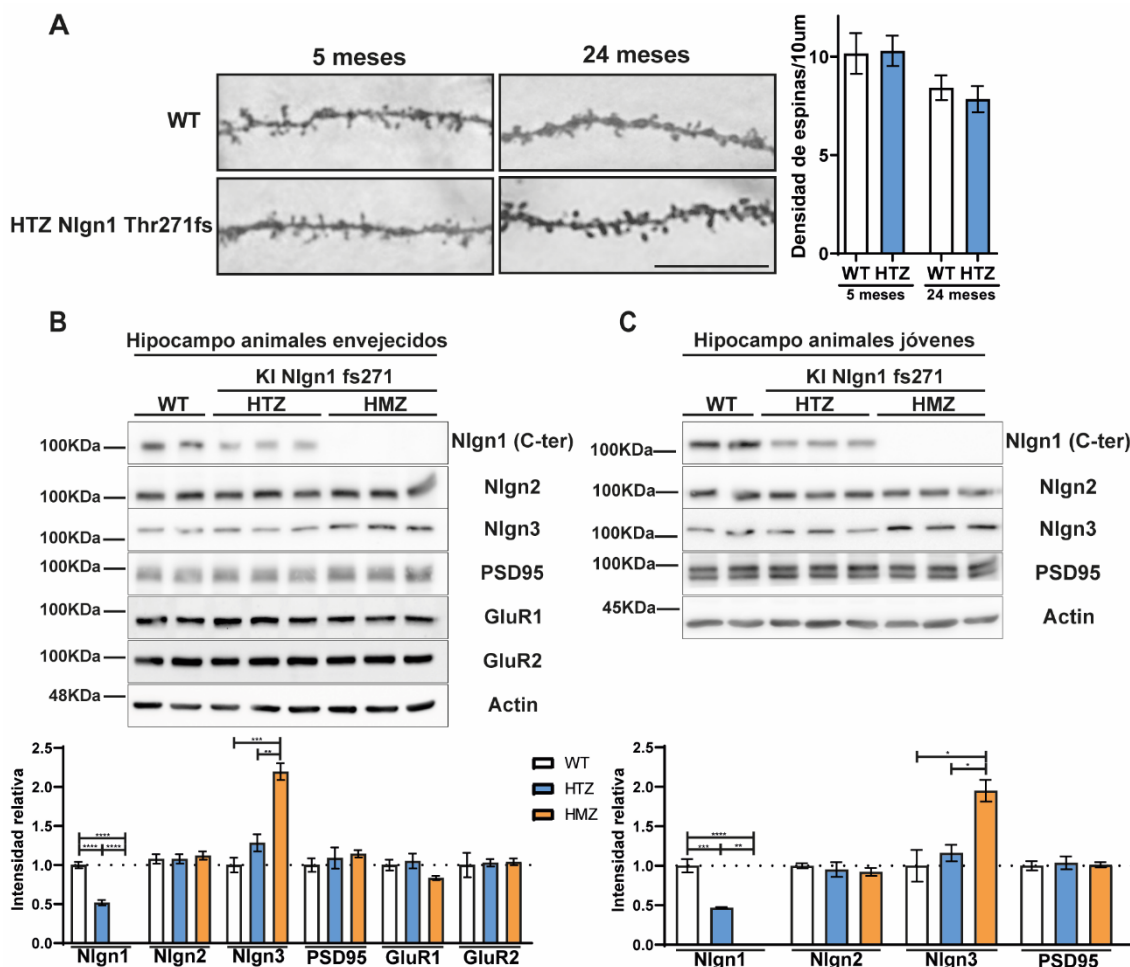 A
5 meses
24 meses
WT
HTZ Nlgn1 Thr271fs
Densidad de espinas/10um
10
5
0
WT HTZ WT HTZ
5 meses 24 meses
B
Hipocampo animales envejecidos
KI Nlgn1 fs271
WT HTZ HMZ
100KDa Nlgn1 (C-ter)
100KDa Nlgn2
100KDa Nlgn3
100KDa PSD95
100KDa GluR1
100KDa GluR2
48KDa Actin
Intensidad relativa
2.5
2.0
1.5
1.0
0.5
0.0
*** 
**
****
**** ****
Nlgn1 Nlgn2 Nlgn3 PSD95 GluR1 GluR2
WT
HTZ
HMZ
C
Hipocampo animales jóvenes
KI Nlgn1 fs271
WT HTZ HMZ
100KDa Nlgn1 (C-ter)
100KDa Nlgn2
100KDa Nlgn3
100KDa PSD95
45KDa Actin
Intensidad relativa
2.5
2.0
1.5
1.0
0.5
0.0
*
*
****
*** **
Nlgn1 Nlgn2 Nlgn3 PSD95